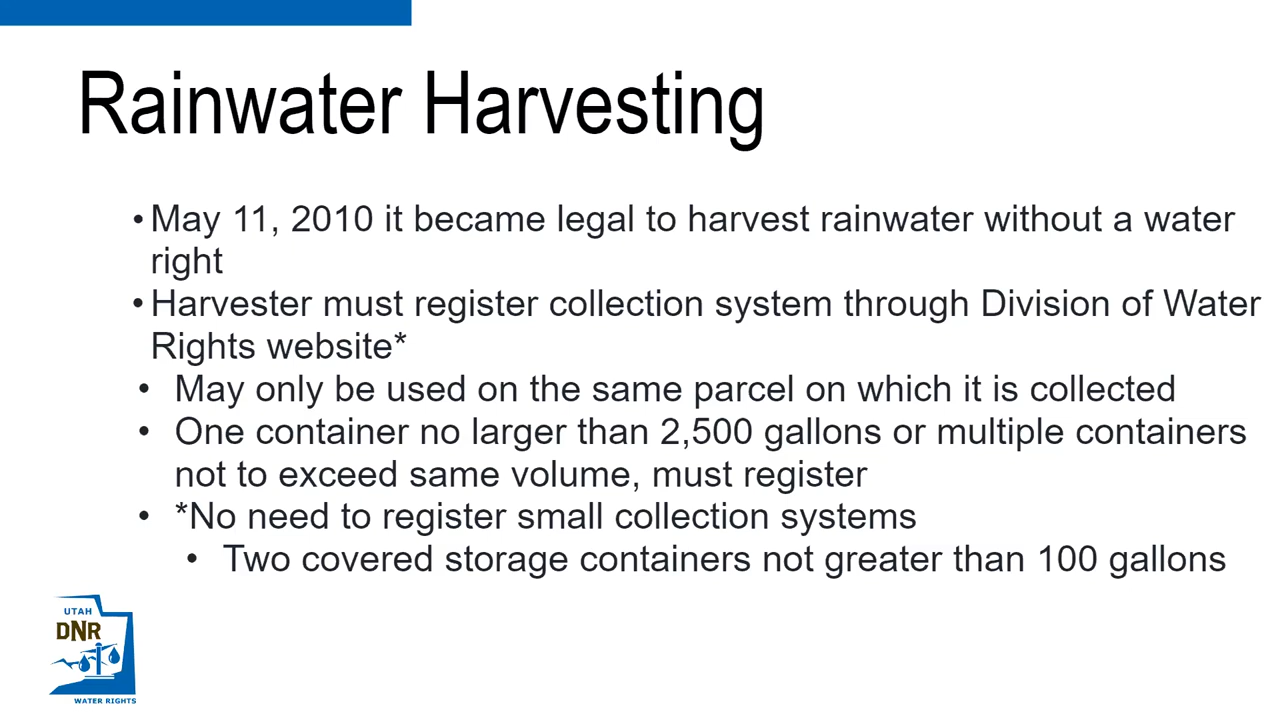 Rainwater Harvesting
• May 11, 2010 it became legal to harvest rainwater without a water
right
• Harvester must register collection system through Division of Water
Rights website*
• May only be used on the same parcel on which it is collected
• One container no larger than 2,500 gallons or multiple containers
not to exceed same volume, must register
• *No need to register small collection systems
• Two covered storage containers not greater than 100 gallons
UTAH
DNR
WATER RIGHTS